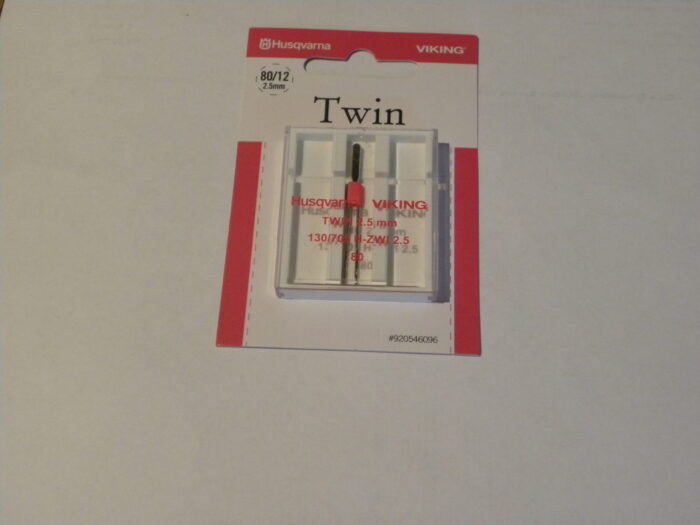 Husqvarna VIKING
80/12
2.5mm
Twin
Husqvarna VIKING
TWIN 2.5 mm
130/705 H-ZWI 2.5
80
#920546096